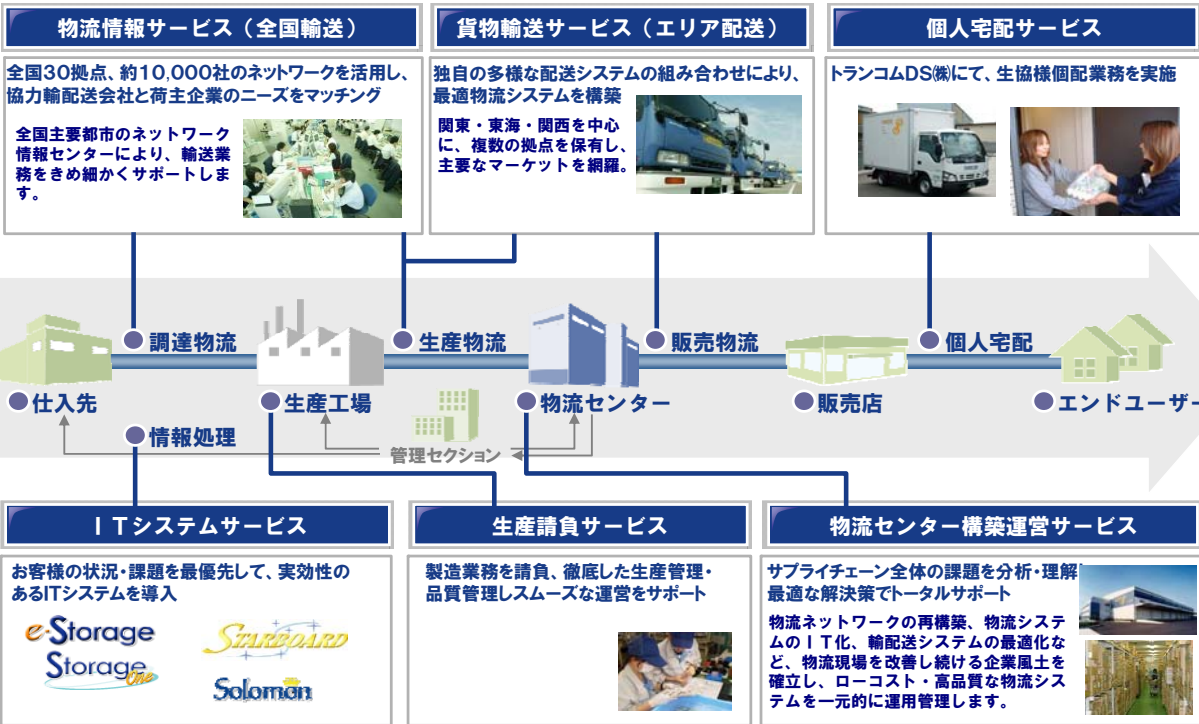 物流情報サービス（全国輸送）
全国30拠点、約10,000社のネットワークを活用し、
協力輸配送会社と荷主企業のニーズをマッチング
全国主要都市のネットワーク
情報センターにより、輸送業
務をきめ細かくサポートしま
す。
貨物輸送サービス（エリア配送）
独自の多様な配送システムの組み合わせにより、
最適物流システムを構築
関東・東海・関西を中心
に、複数の拠点を保有し、
主要なマーケットを網羅。
個人宅配サービス
トランコムDS㈱にて、生協様個配業務を実施
調達物流
生産物流
販売物流
個人宅配
仕入先
生産工場
物流センター
販売店
エンドユーザー
情報処理
管理セクション
ＩＴシステムサービス
お客様の状況・課題を最優先して、実効性の
あるITシステムを導入
e-Storage
STARBOARD
Storage One
Solomon
生産請負サービス
製造業務を請負、徹底した生産管理・
品質管理しスムーズな運営をサポート
物流センター構築運営サービス
サプライチェーン全体の課題を分析・理解
最適な解決策でトータルサポート
物流ネットワークの再構築、物流システ
ムのＩＴ化、輸配送システムの最適化な
ど、物流現場を改善し続ける企業風土を
確立し、ローコスト・高品質な物流シス
テムを一元的に運用管理します。